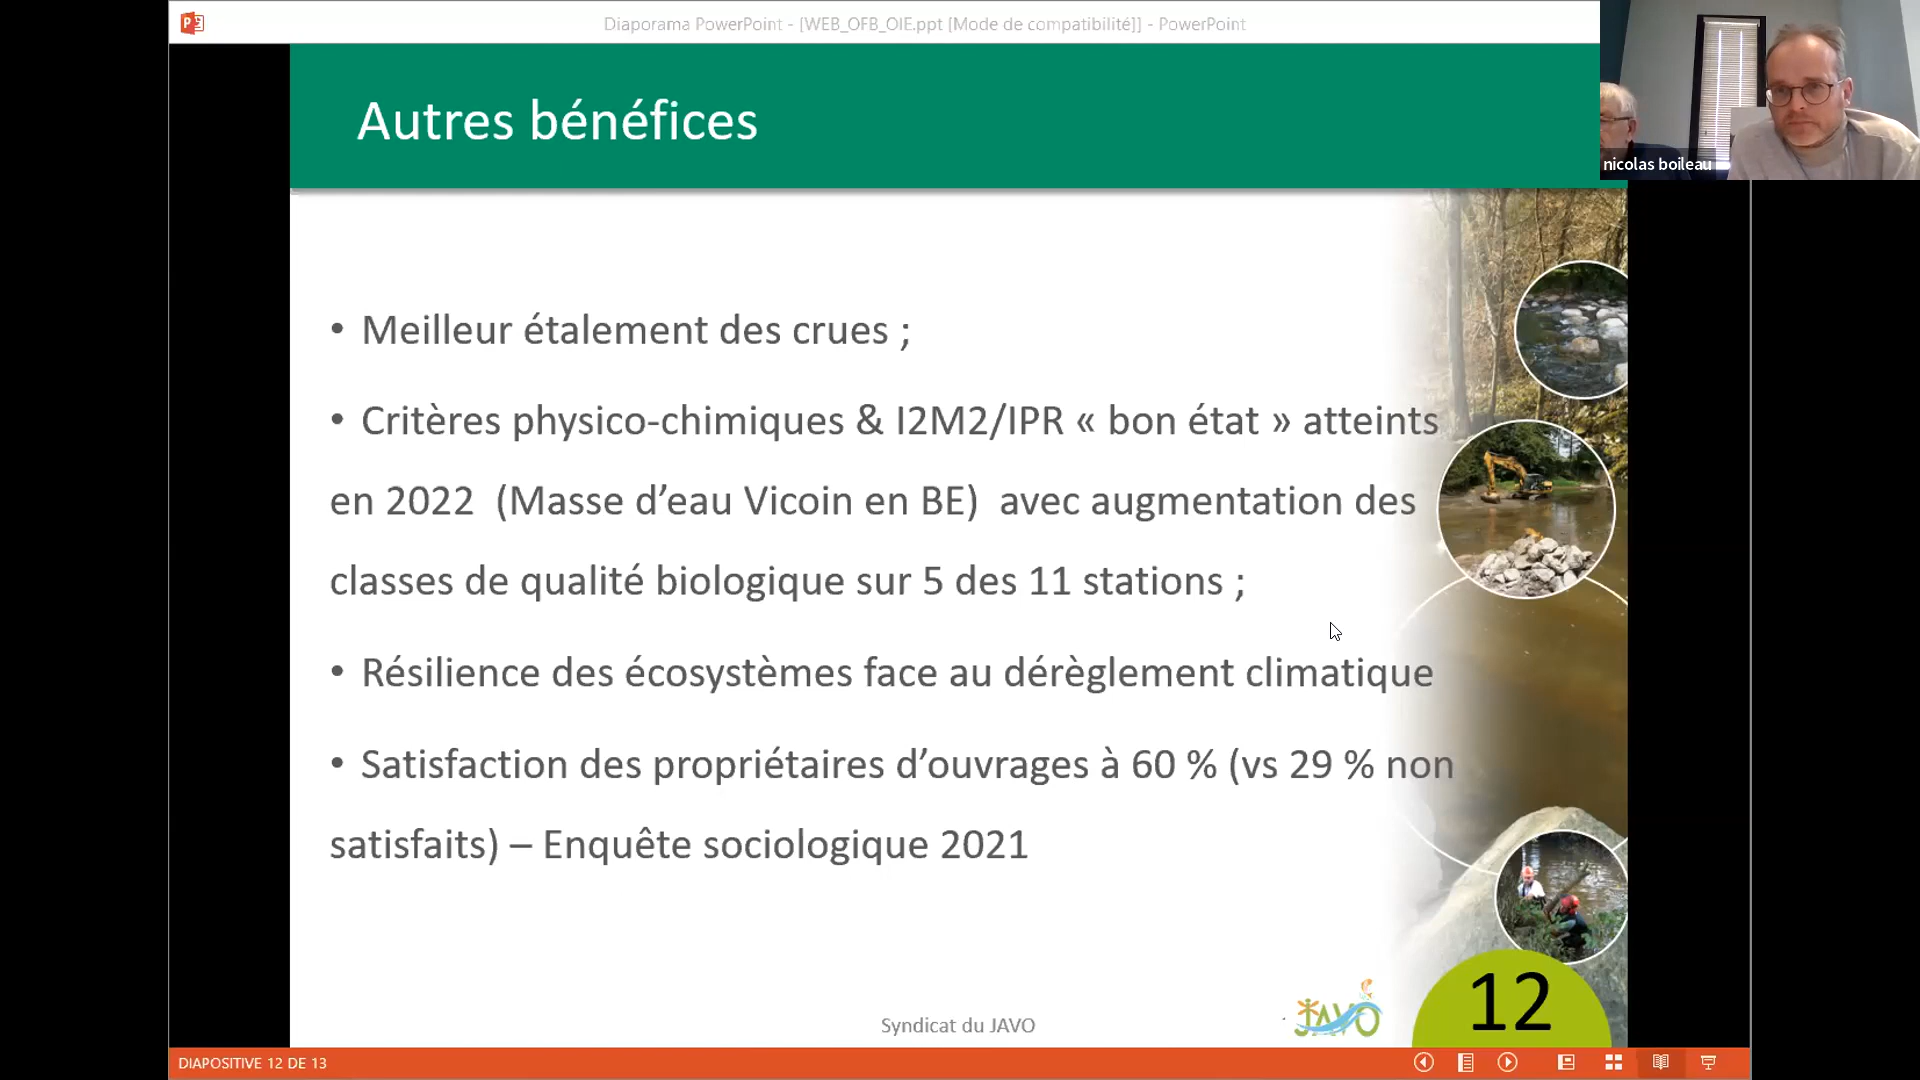 Diaporama PowerPoint - [WEB_OFB_OIE.ppt [Mode de compatibilité]] - PowerPoint
nicolas boileau
Autres bénéfices
• Meilleur étalement des crues ;
• Critères physico-chimiques & I2M2/IPR « bon état » atteints
en 2022 (Masse d’eau Vicoin en BE) avec augmentation des
classes de qualité biologique sur 5 des 11 stations ;
• Résilience des écosystèmes face au dérèglement climatique
• Satisfaction des propriétaires d’ouvrages à 60 % (vs 29 % non
satisfaits) – Enquête sociologique 2021
Syndicat du JAVO
JAVO
12
DIAPOSITIVE 12 DE 13